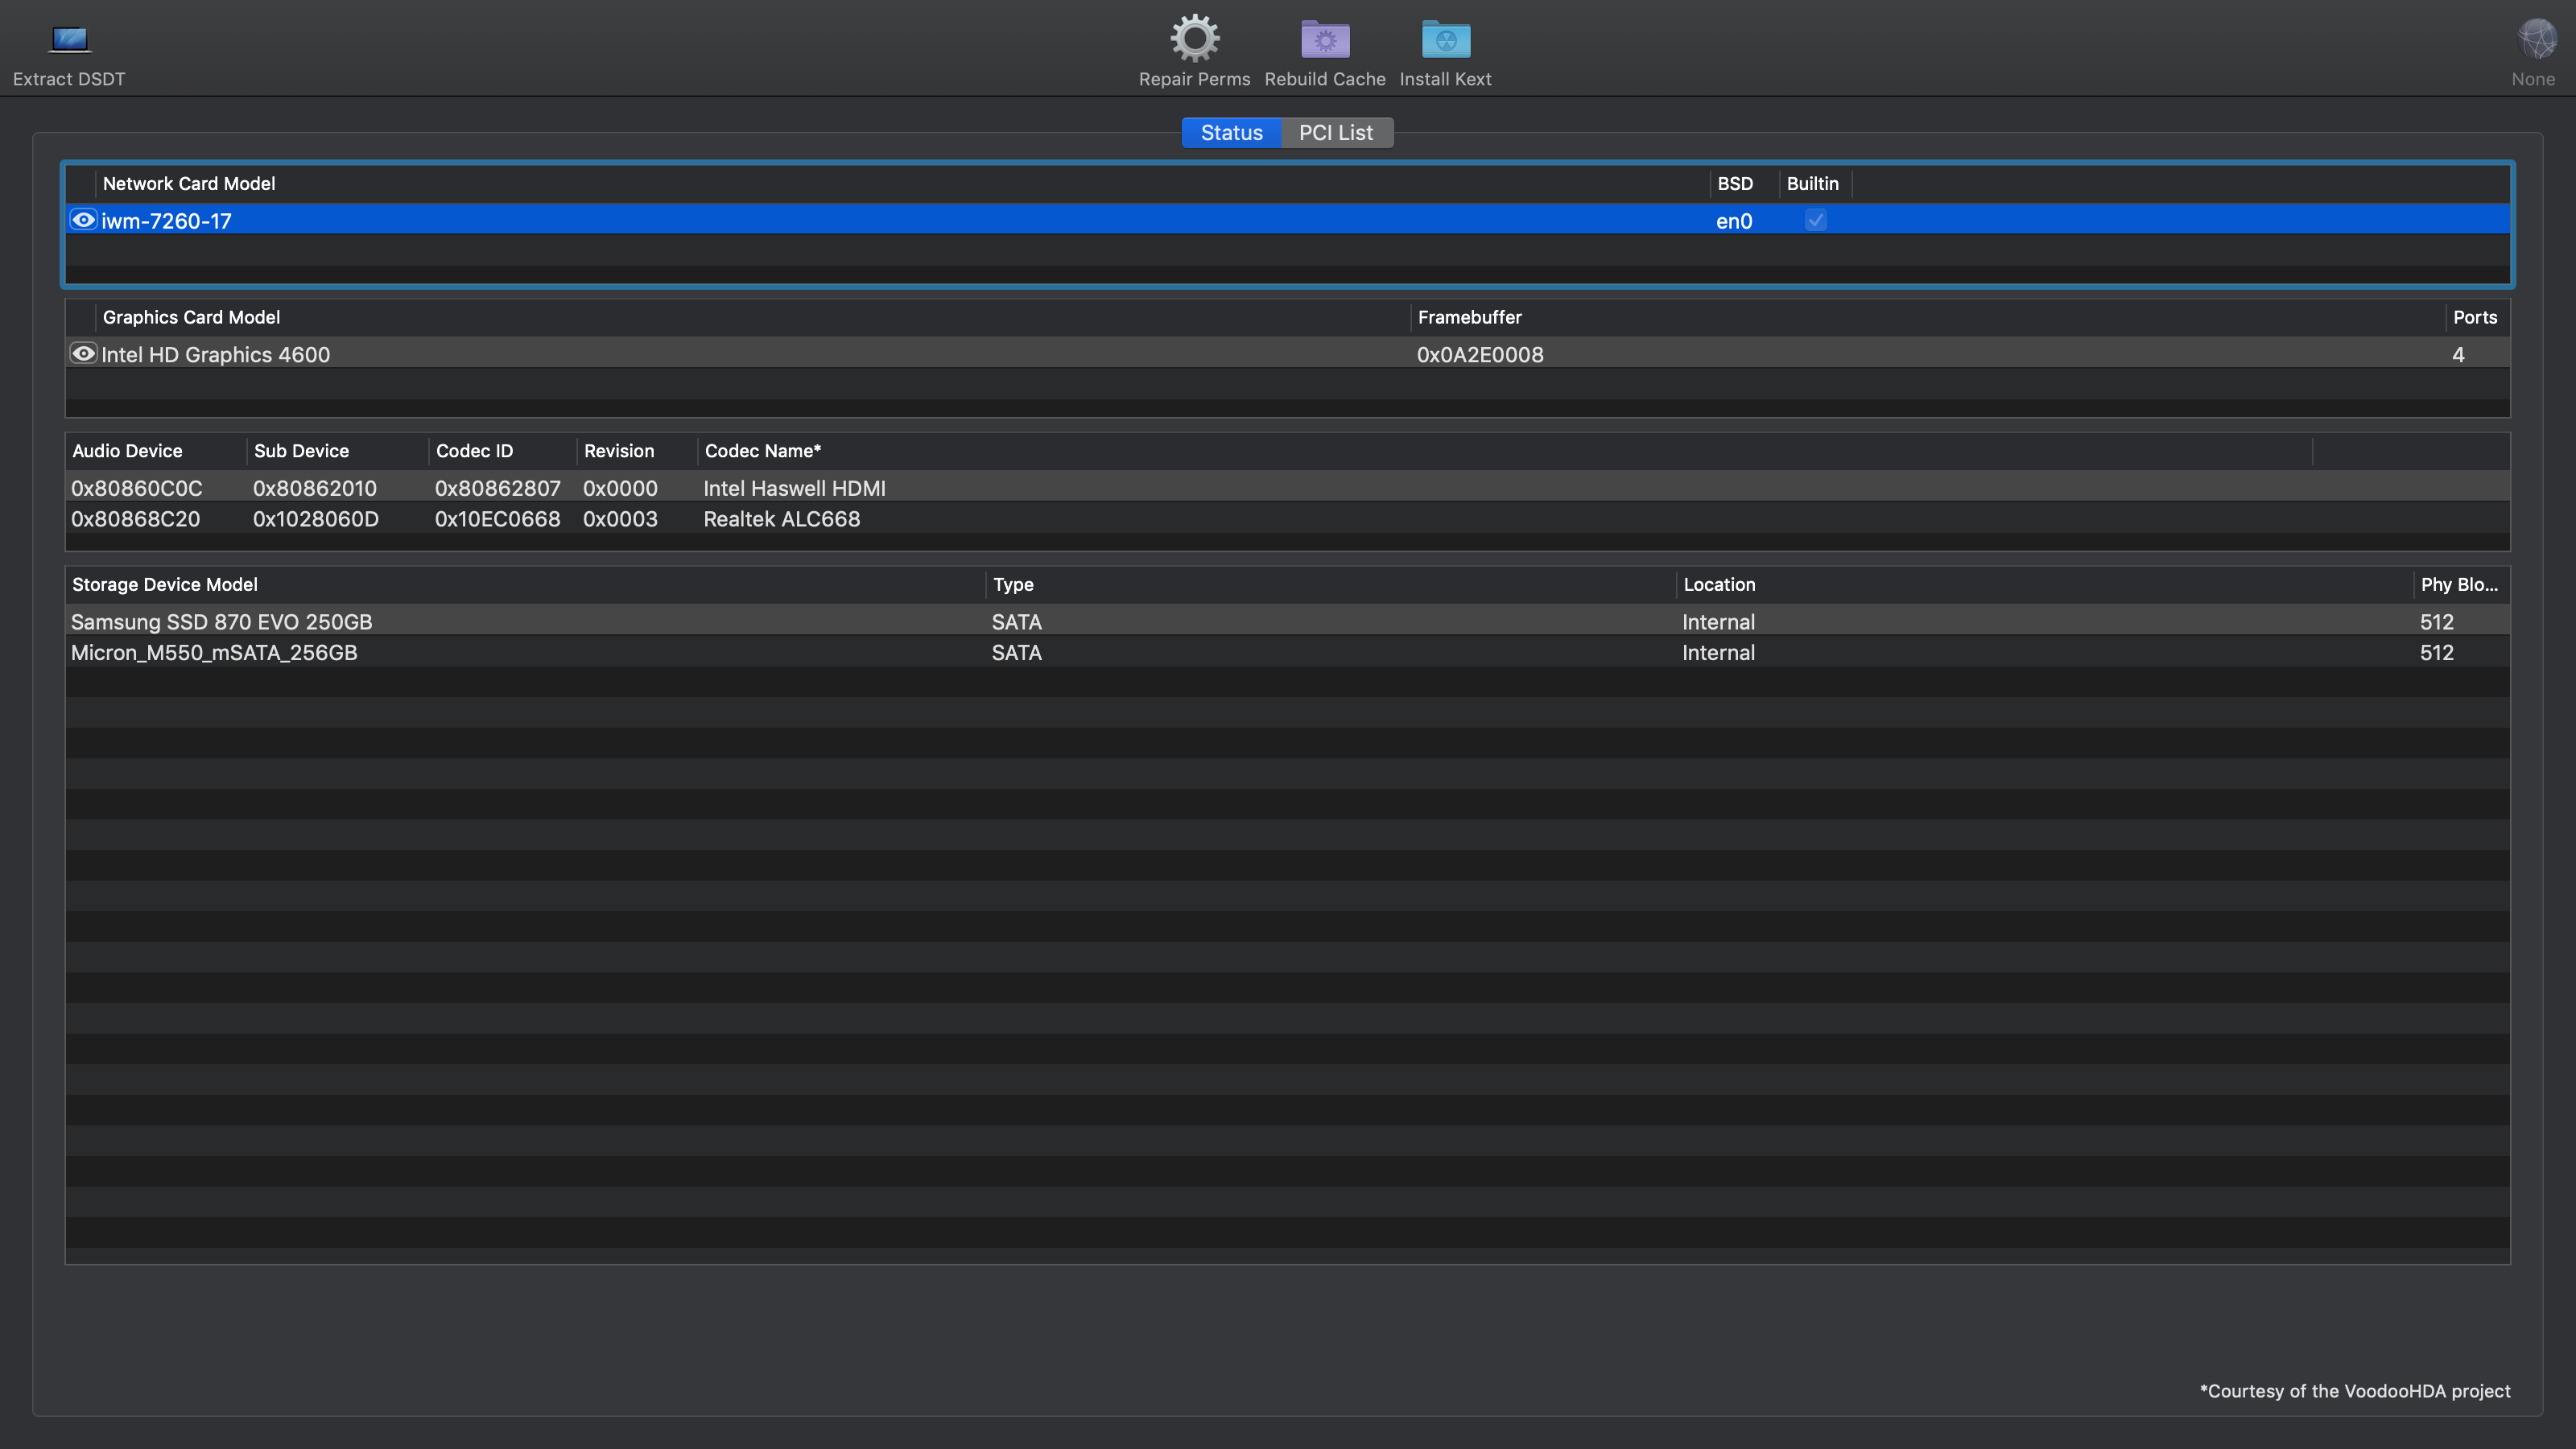 Extract DSDT
Repair Perms
Rebuild Cache
Install Kext
None
Status PCI List
Network Card Model BSD Builtin
iwm-7260-17 en0
Graphics Card Model Framebuffer Ports
Intel HD Graphics 4600 0x0A2E0008 4
Audio Device Sub Device Codec ID Revision Codec Name*
0x80860C0C 0x80862010 0x80862807 0x0000 Intel Haswell HDMI
0x80868C20 0x1028060D 0x10EC0668 0x0003 Realtek ALC668
Storage Device Model Type Location Phy Blo...
Samsung SSD 870 EVO 250GB SATA Internal 512
Micron_M550_mSATA_256GB SATA Internal 512
*Courtesy of the VoodooHDA project